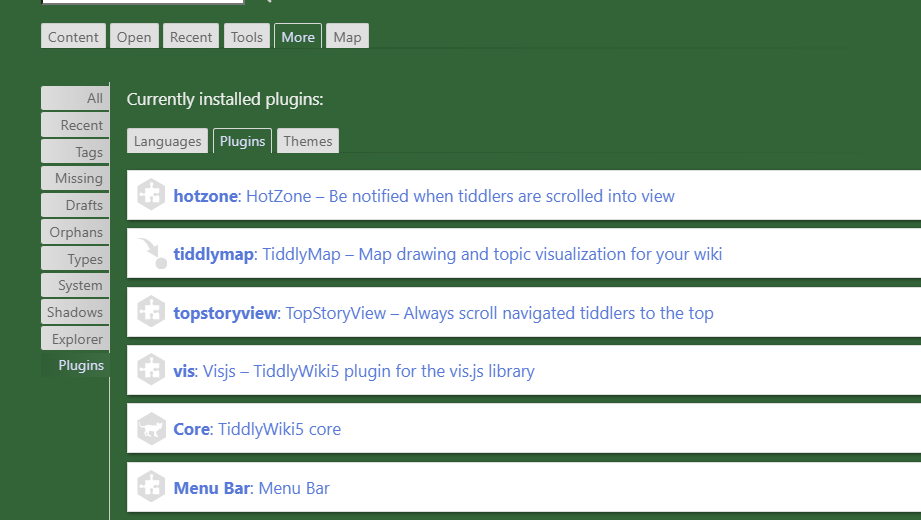 Content Open Recent Tools More Map
Currently installed plugins:
All
Recent
Tags
Missing
Drafts
Orphans
Types
System
Shadows
Explorer
Plugins
Languages Plugins Themes
hotzone: HotZone – Be notified when tiddlers are scrolled into view
tiddlymap: TiddlyMap – Map drawing and topic visualization for your wiki
topstoryview: TopStoryView – Always scroll navigated tiddlers to the top
vis: Visjs – TiddlyWiki5 plugin for the vis.js library
Core: TiddlyWiki5 core
Menu Bar: Menu Bar